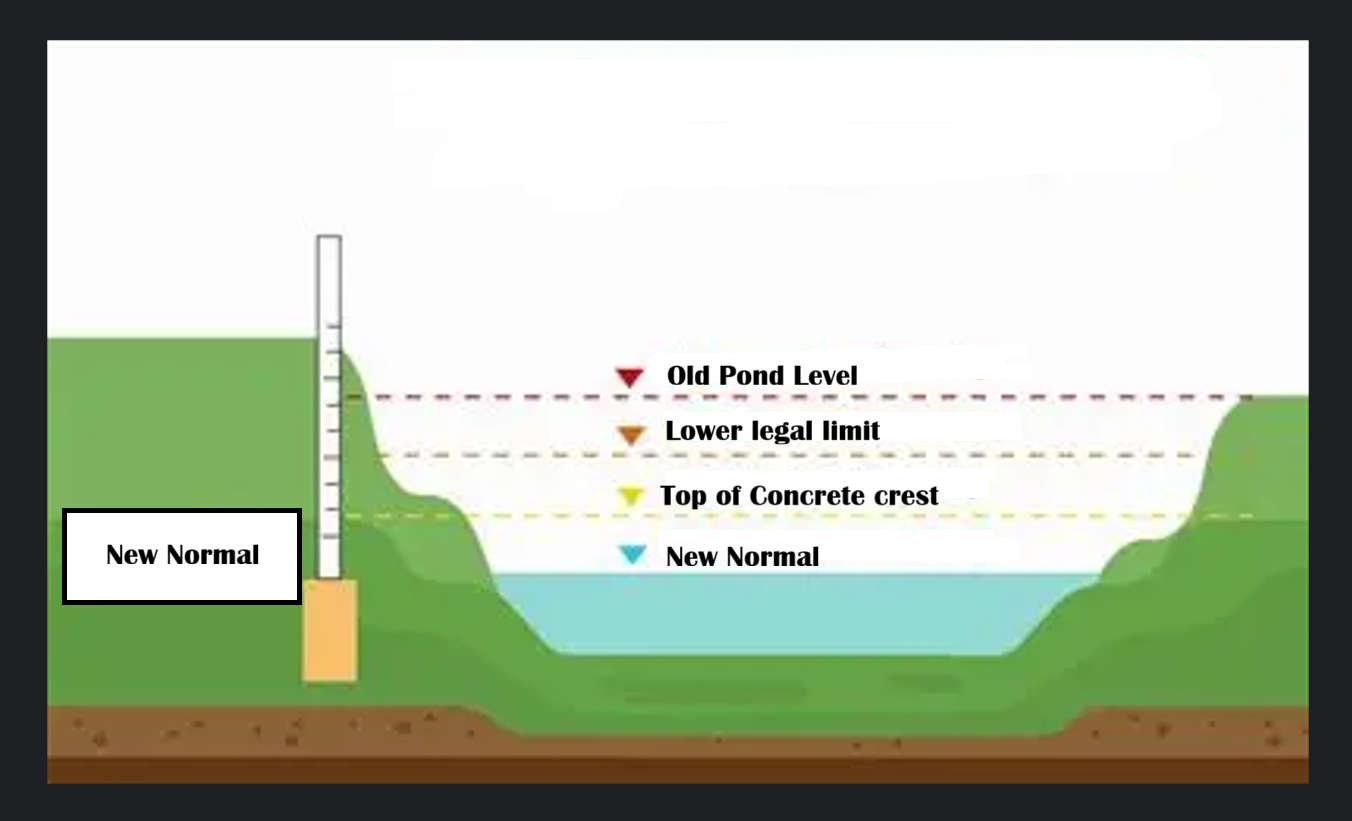 Old Pond Level
Lower legal limit
Top of Concrete crest
New Normal
New Normal